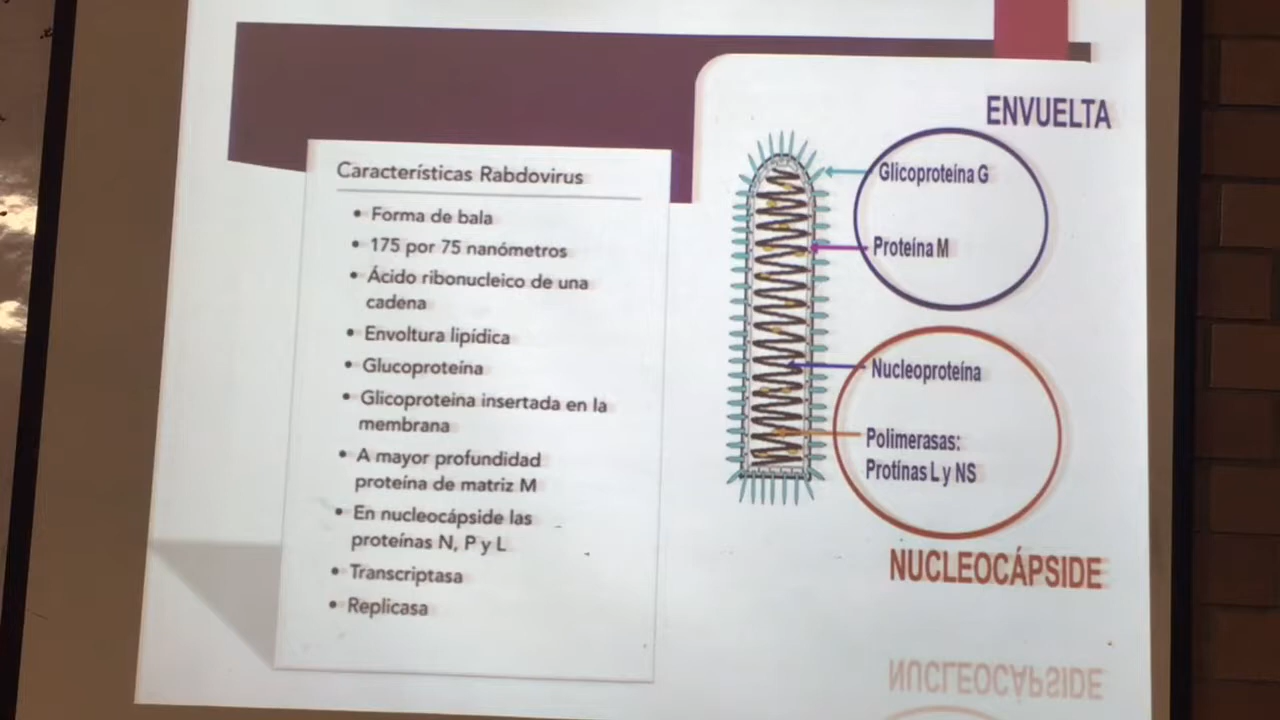 Características Rabdovirus
• Forma de bala
• 175 por 75 nanómetros
• Ácido ribonucleico de una
cadena
• Envoltura lipídica
• Glucoproteína
• Glicoproteina insertada en la
membrana
• A mayor profundidad
proteína de matriz M
• En nucleocápside las
proteínas N, P y L
• Transcriptasa
• Replicasa
ENVUELTA
Glicoproteína G
Proteína M
Nucleoproteína
Polimerasas:
Protínas L y NS
NUCLEOCÁPSIDE
NUCLEOCÁPSIDE